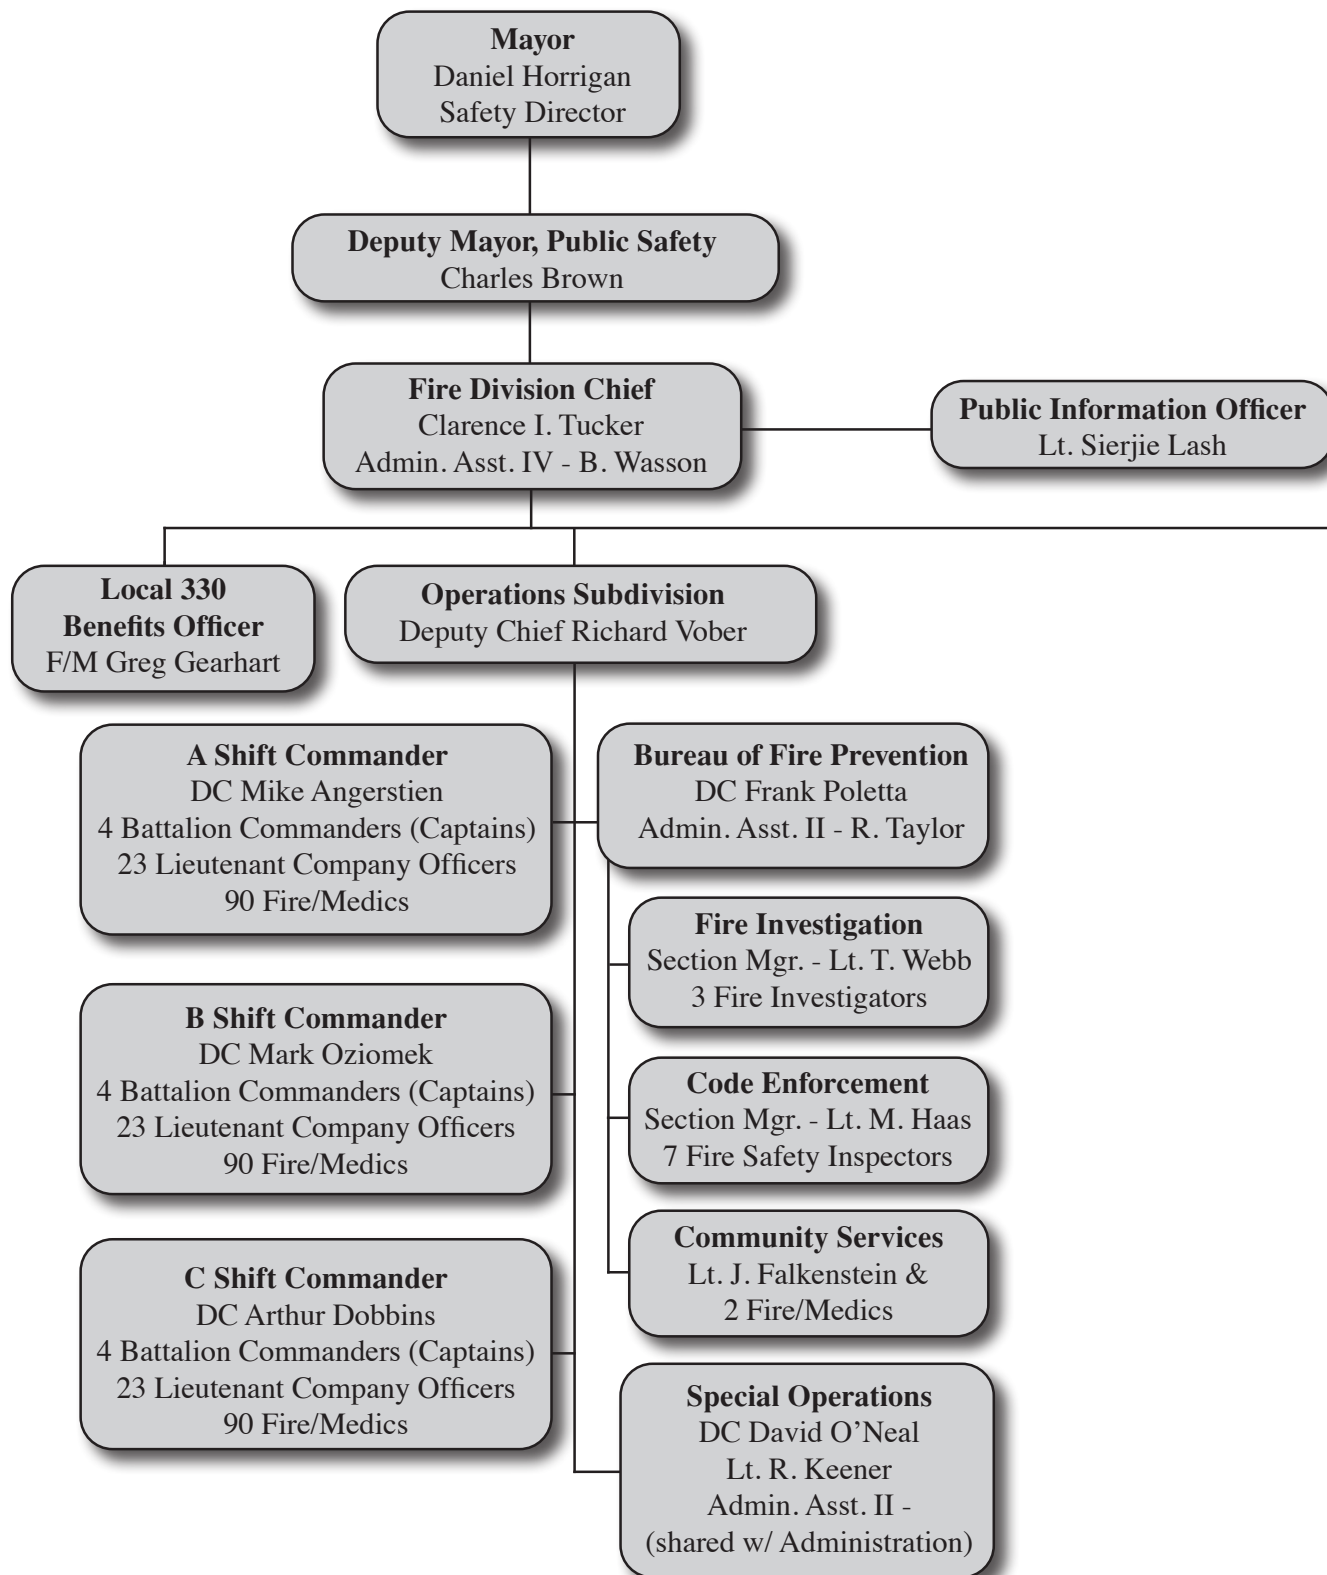 Mayor
Daniel Horrigan
Safety Director
Deputy Mayor, Public Safety
Charles Brown
Fire Division Chief
Clarence I. Tucker
Admin. Asst. IV - B. Wasson
Public Information Officer
Lt. Sierjie Lash
Local 330
Benefits Officer
F/M Greg Gearhart
Operations Subdivision
Deputy Chief Richard Vober
A Shift Commander
DC Mike Angerstien
4 Battalion Commanders (Captains)
23 Lieutenant Company Officers
90 Fire/Medics
Bureau of Fire Prevention
DC Frank Poletta
Admin. Asst. II - R. Taylor
Fire Investigation
Section Mgr. - Lt. T. Webb
3 Fire Investigators
B Shift Commander
DC Mark Oziomek
4 Battalion Commanders (Captains)
23 Lieutenant Company Officers
90 Fire/Medics
Code Enforcement
Section Mgr. - Lt. M. Haas
7 Fire Safety Inspectors
Community Services
Lt. J. Falkenstein &
2 Fire/Medics
C Shift Commander
DC Arthur Dobbins
4 Battalion Commanders (Captains)
23 Lieutenant Company Officers
90 Fire/Medics
Special Operations
DC David O’Neal
Lt. R. Keener
Admin. Asst. II -
(shared w/ Administration)